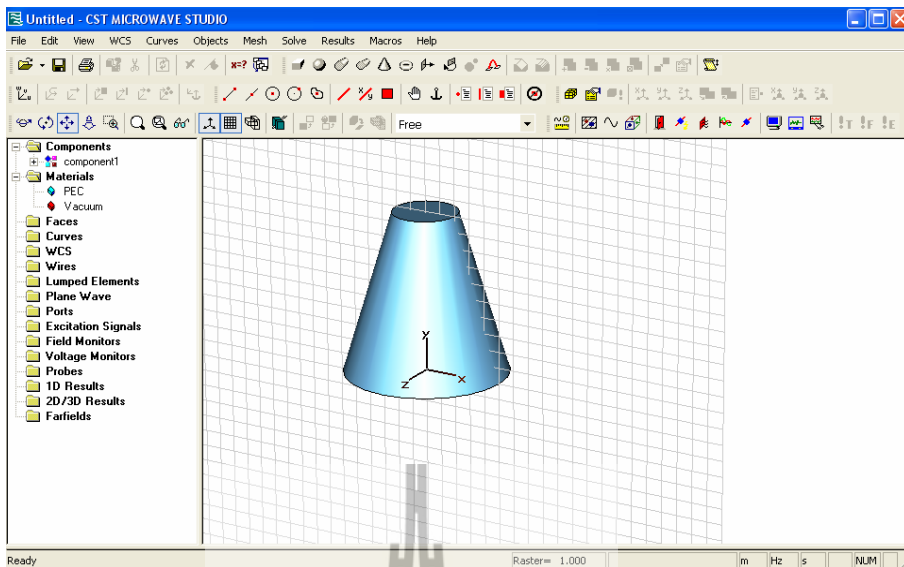 Untitled - CST MICROWAVE STUDIO
File Edit View WCS Curves Objects Mesh Solve Results Macros Help
x=?
Free
Components
component1
Materials
PEC
Vacuum
Faces
Curves
WCS
Wires
Lumped Elements
Plane Wave
Ports
Excitation Signals
Field Monitors
Voltage Monitors
Probes
1D Results
2D/3D Results
Farfields
y
z x
Ready Raster= 1.000 m Hz s NUM